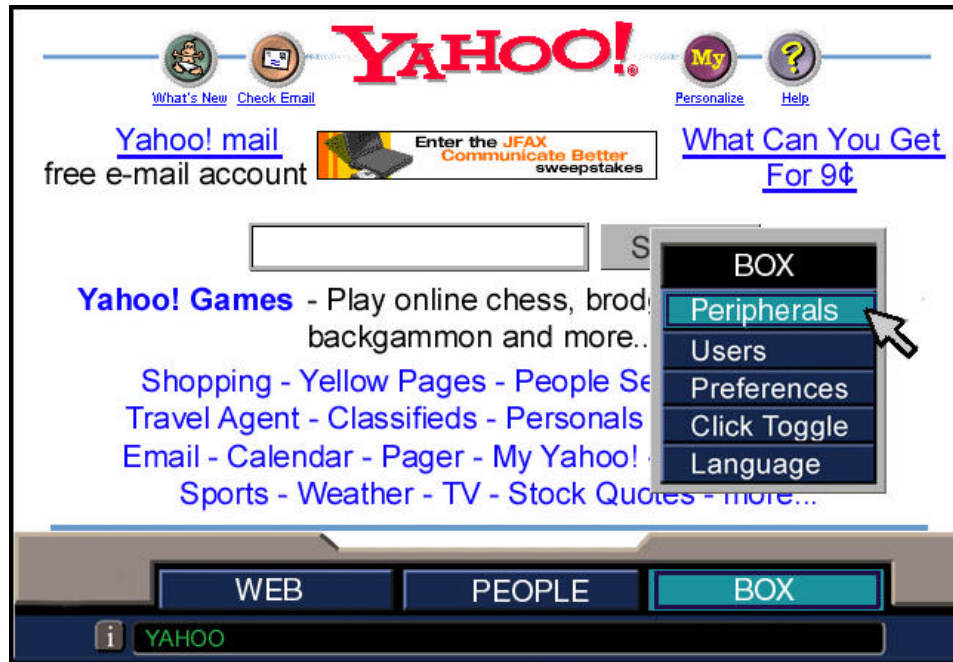 YAHOO!
What's New
Check Email
My
Personalize
?
Help
Yahoo! mail
free e-mail account
Enter the JFAX
Communicate Better
sweepstakes
What Can You Get
For 9¢
S
Yahoo! Games - Play online chess, brodg
backgammon and more..
Shopping - Yellow Pages - People Se
Travel Agent - Classifieds - Personals
Email - Calendar - Pager - My Yahoo! -
Sports - Weather - TV - Stock Quotes - more...
BOX
Peripherals
Users
Preferences
Click Toggle
Language
WEB
PEOPLE
BOX
i
YAHOO